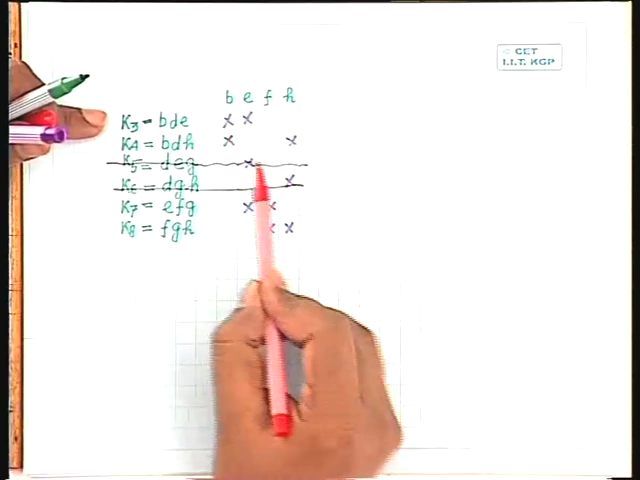 © CET
I.I.T. KGP
b e f h
K3 = bde x x
K4 = bdh x x
K5 = deg x
K6 = dgh x
K7 = efg x x
K8 = fgh x x